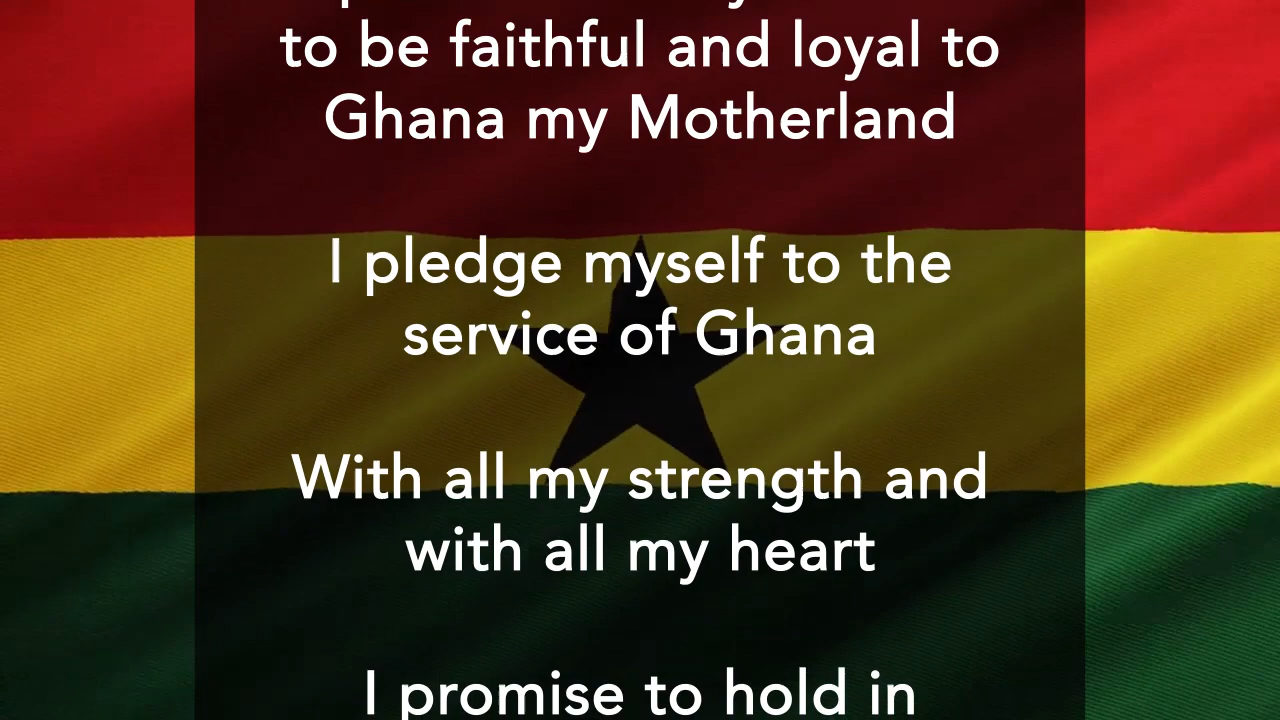 to be faithful and loyal to
Ghana my Motherland
I pledge myself to the
service of Ghana
With all my strength and
with all my heart
I promise to hold in